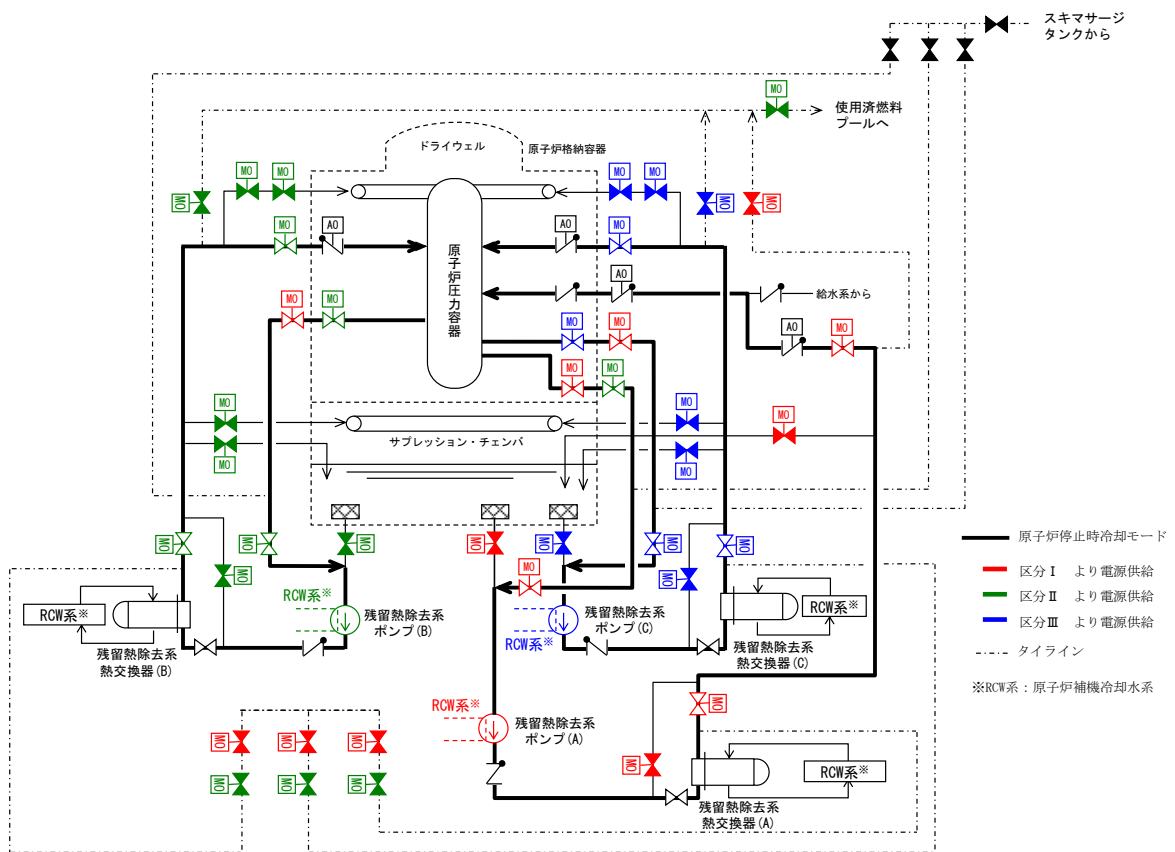 スキマサージ
タンクから
MO
使用済燃料
プールへ
ドライウェル
原子炉格納容器
MO
MO
MO
MO
MO
MO
MO
MO
AO
AO
MO
原子炉圧力容器
AO
給水系から
MO
MO
MO
MO
AO
MO
MO
MO
MO
MO
MO
サプレッション・チェンバ
MO
MO
MO
MO
MO
MO
MO
MO
MO
MO
MO
MO
MO
原子炉停止時冷却モード
区分Ⅰ より電源供給
区分Ⅱ より電源供給
区分Ⅲ より電源供給
タイライン
※RCW系：原子炉補機冷却水系
RCW系※
RCW系※
残留熱除去系
ポンプ(B)
残留熱除去系
ポンプ(C)
RCW系※
RCW系※
残留熱除去系
熱交換器(B)
残留熱除去系
熱交換器(C)
RCW系※
残留熱除去系
ポンプ(A)
MO
MO
MO
MO
MO
MO
MO
MO
RCW系※
残留熱除去系
熱交換器(A)